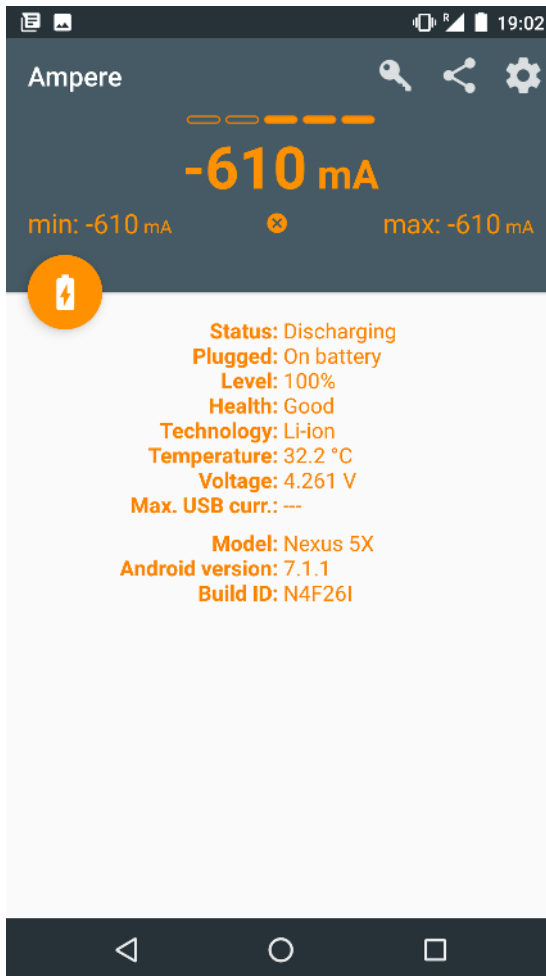 R 19:02
Ampere
-610 mA
min: -610 mA max: -610 mA
Status: Discharging
Plugged: On battery
Level: 100%
Health: Good
Technology: Li-ion
Temperature: 32.2 °C
Voltage: 4.261 V
Max. USB curr.: ---
Model: Nexus 5X
Android version: 7.1.1
Build ID: N4F26I